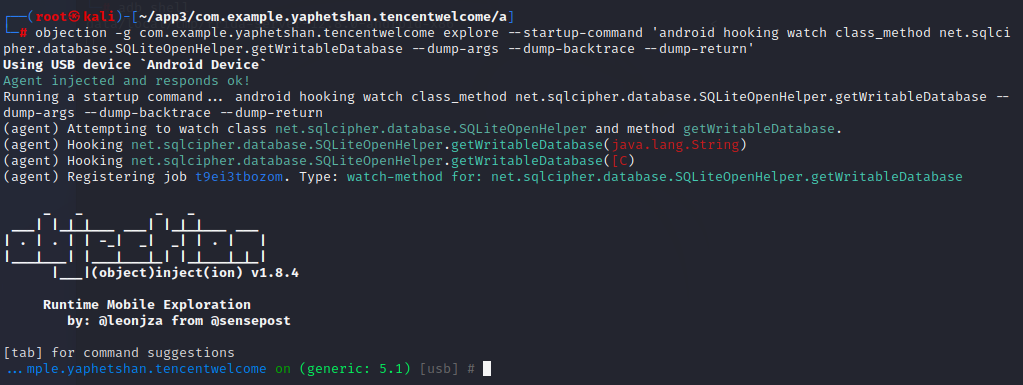 ┌──(root㉿kali)-[~/app3/com.example.yaphetshan.tencentwelcome/a]
└─# objection -g com.example.yaphetshan.tencentwelcome explore --startup-command 'android hooking watch class_method net.sqlci
pher.database.SQLiteOpenHelper.getWritableDatabase --dump-args --dump-backtrace --dump-return'
Using USB device `Android Device`
Agent injected and responds ok!
Running a startup command... android hooking watch class_method net.sqlcipher.database.SQLiteOpenHelper.getWritableDatabase --
dump-args --dump-backtrace --dump-return
(agent) Attempting to watch class net.sqlcipher.database.SQLiteOpenHelper and method getWritableDatabase.
(agent) Hooking net.sqlcipher.database.SQLiteOpenHelper.getWritableDatabase(java.lang.String)
(agent) Hooking net.sqlcipher.database.SQLiteOpenHelper.getWritableDatabase([C)
(agent) Registering job t9ei3tbozom. Type: watch-method for: net.sqlcipher.database.SQLiteOpenHelper.getWritableDatabase
objection
(object)inject(ion) v1.8.4
Runtime Mobile Exploration
by: @leonjza from @sensepost
[tab] for command suggestions
...mple.yaphetshan.tencentwelcome on (generic: 5.1) [usb] #